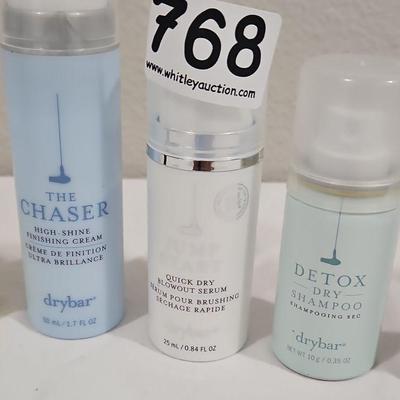 768
www.whitleyauction.com
THE
CHASER
HIGH-SHINE
FINISHING CREAM
CRÈME DE FINITION
ULTRA BRILLANCE
drybar®
50 mL/1.7 FL OZ
QUICK DRY
BLOWOUT SERUM
SÉRUM POUR BRUSHING
SÉCHAGE RAPIDE
25 mL/0.84 FL OZ
DETOX
DRY
SHAMPOO
SHAMPOOING SEC
drybar®
NET WT 10g/0.35 OZ